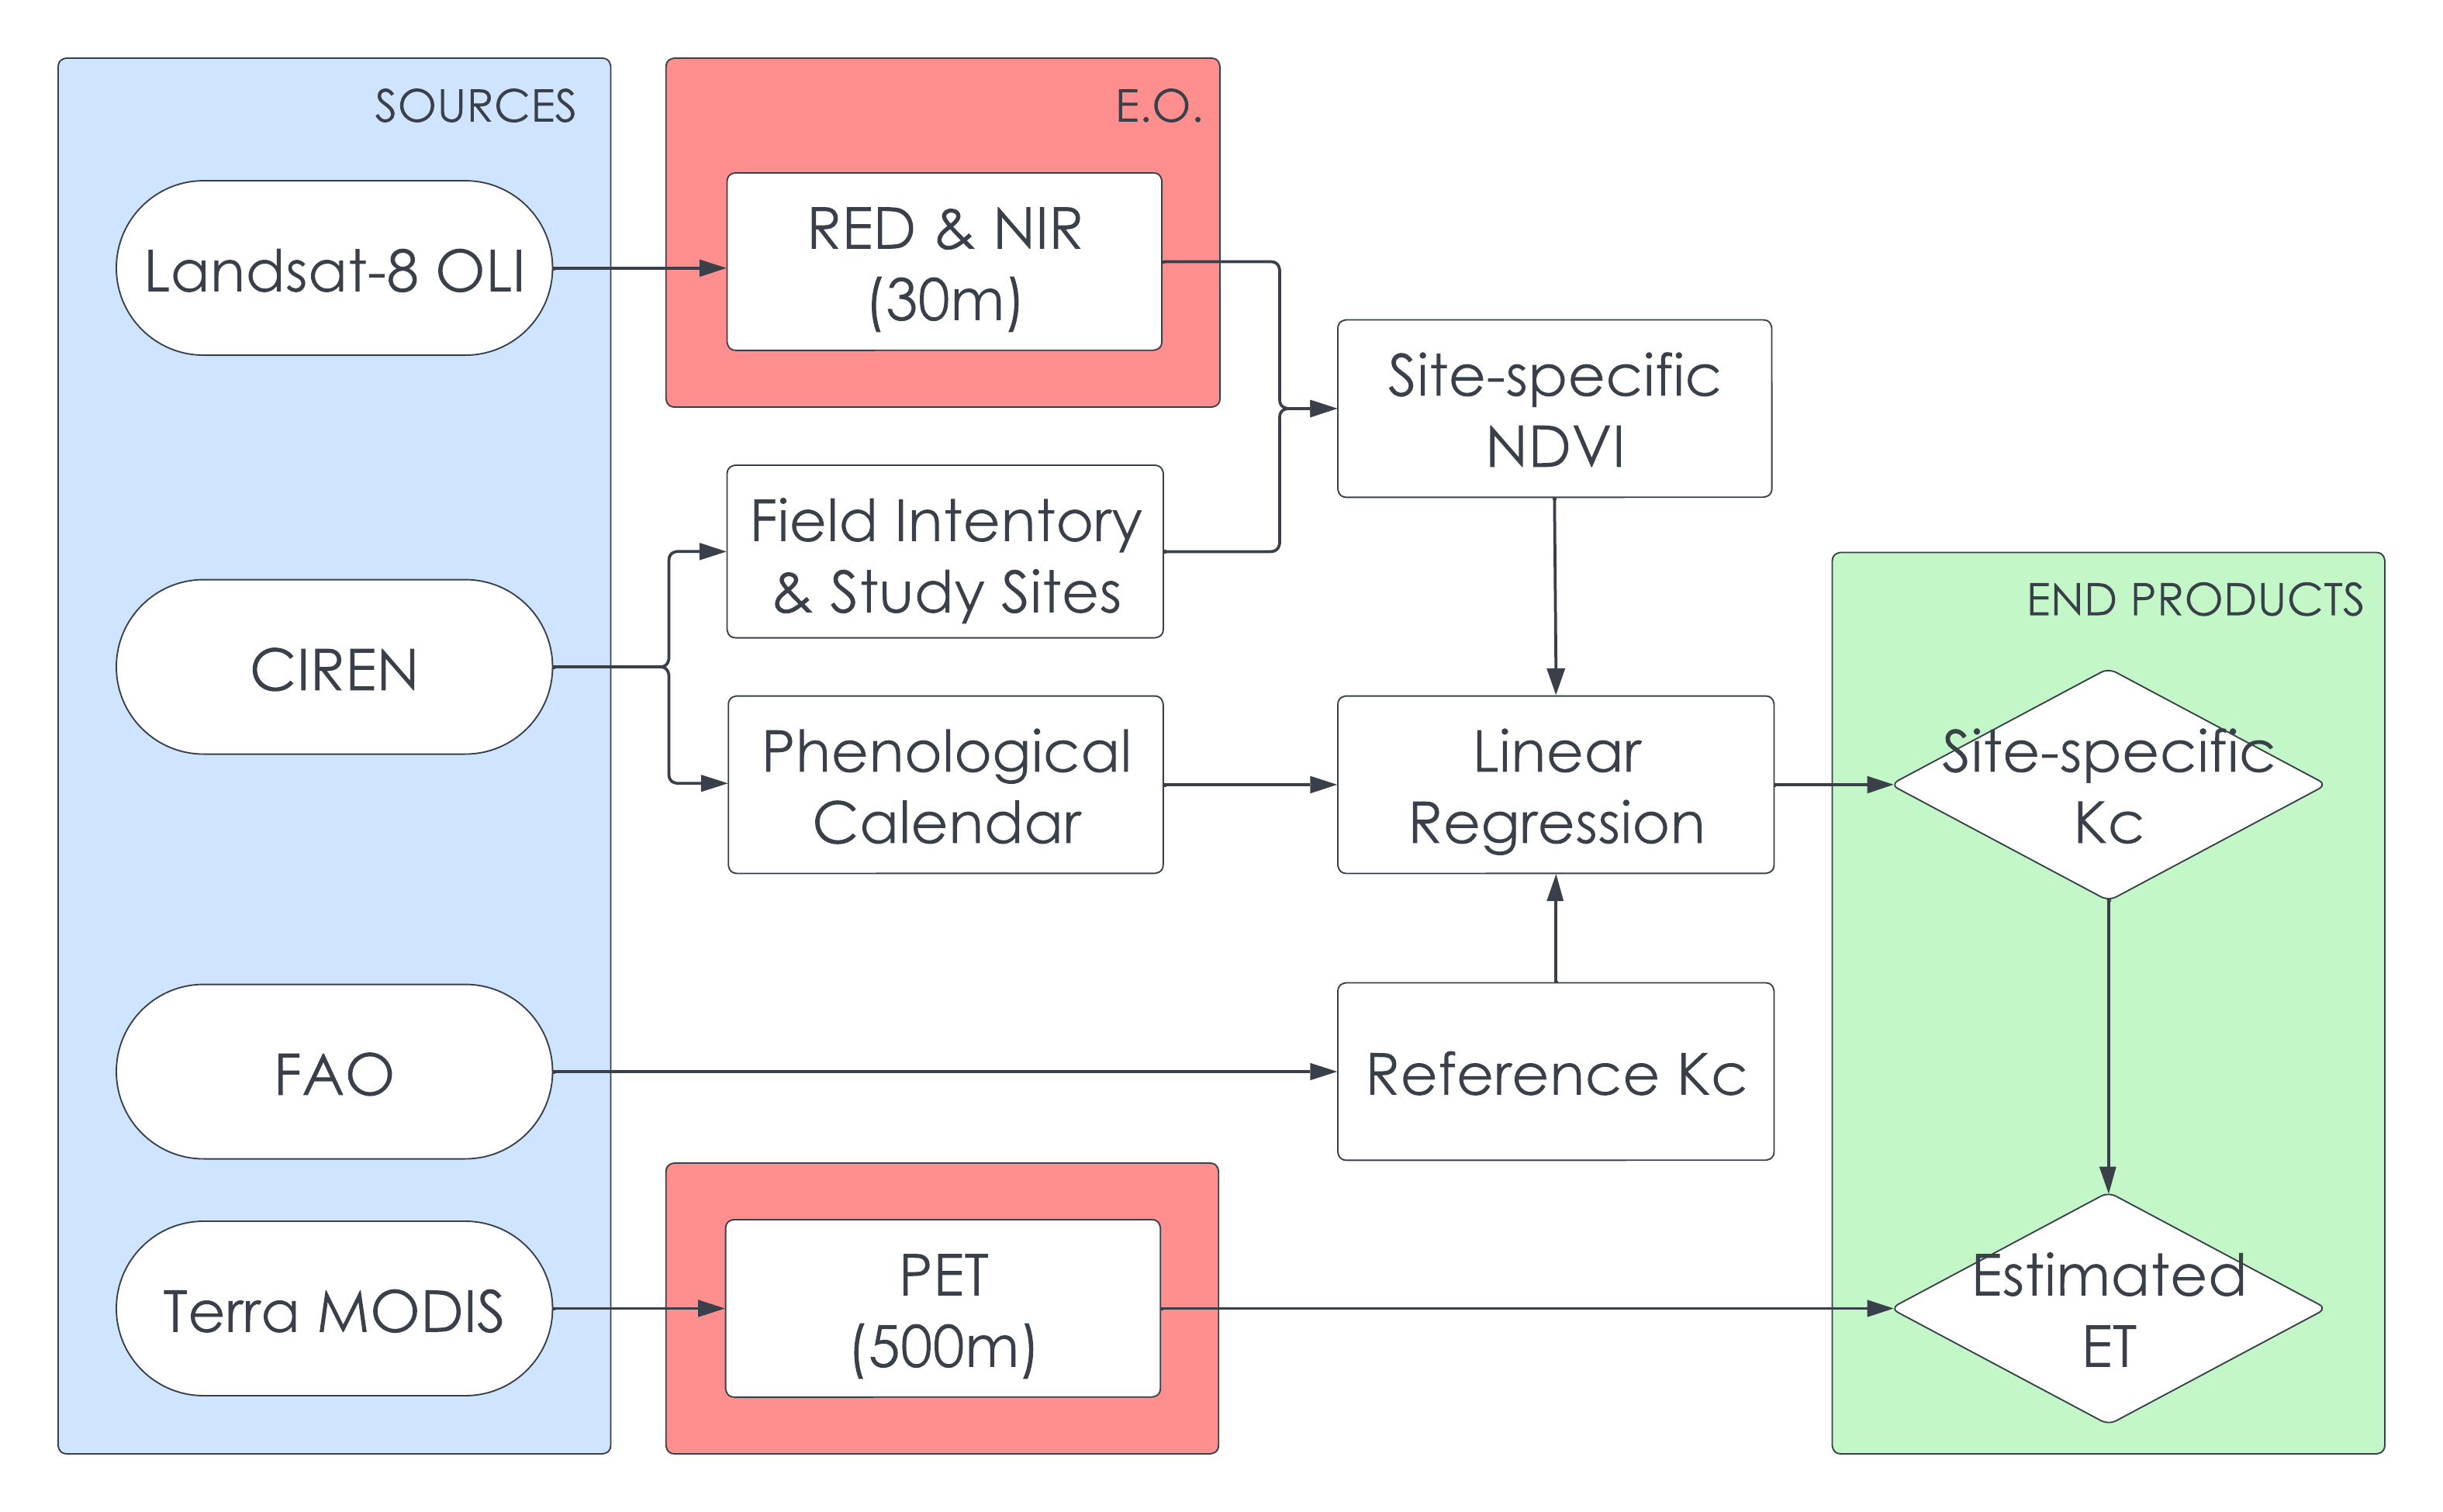 SOURCES
Landsat-8 OLI
CIREN
FAO
Terra MODIS
E.O.
RED & NIR
(30m)
Field Intentory
& Study Sites
Phenological
Calendar
PET
(500m)
Site-specific
NDVI
Linear
Regression
Reference Kc
END PRODUCTS
Site-specific
Kc
Estimated
ET